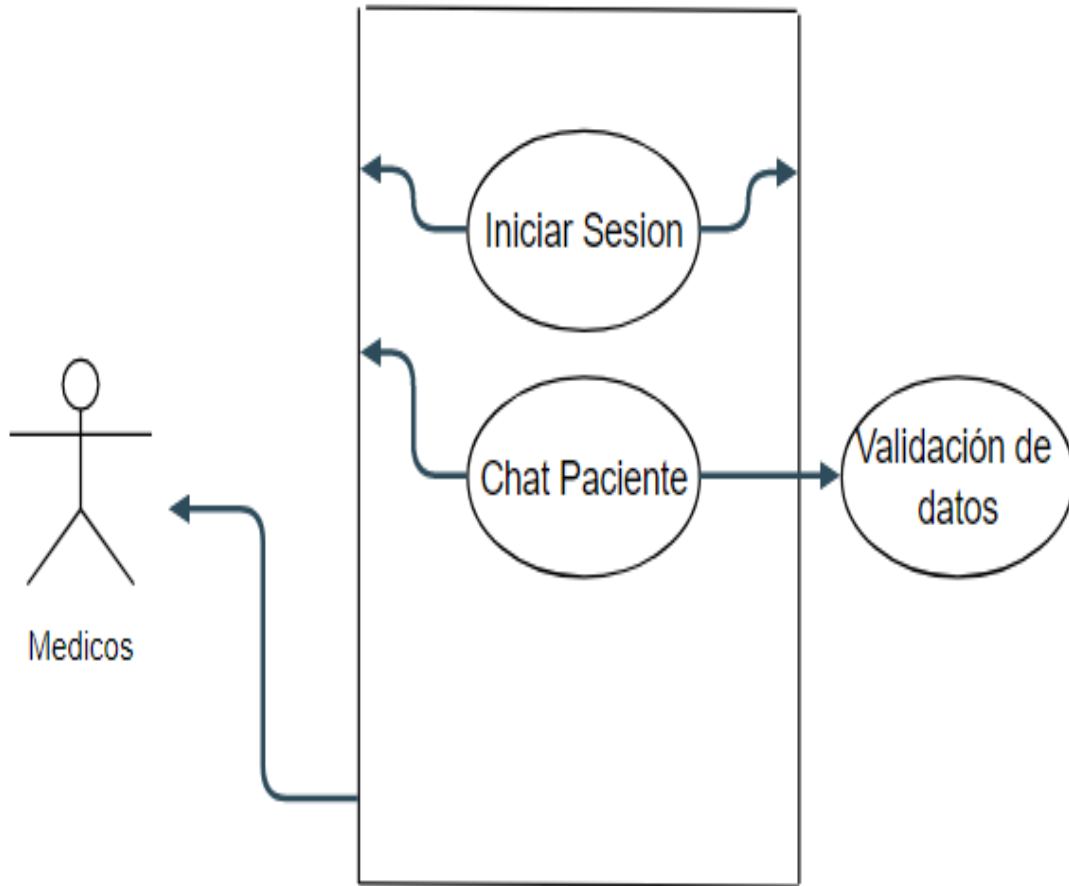 Iniciar Sesion
Chat Paciente
Validación de
datos
Medicos